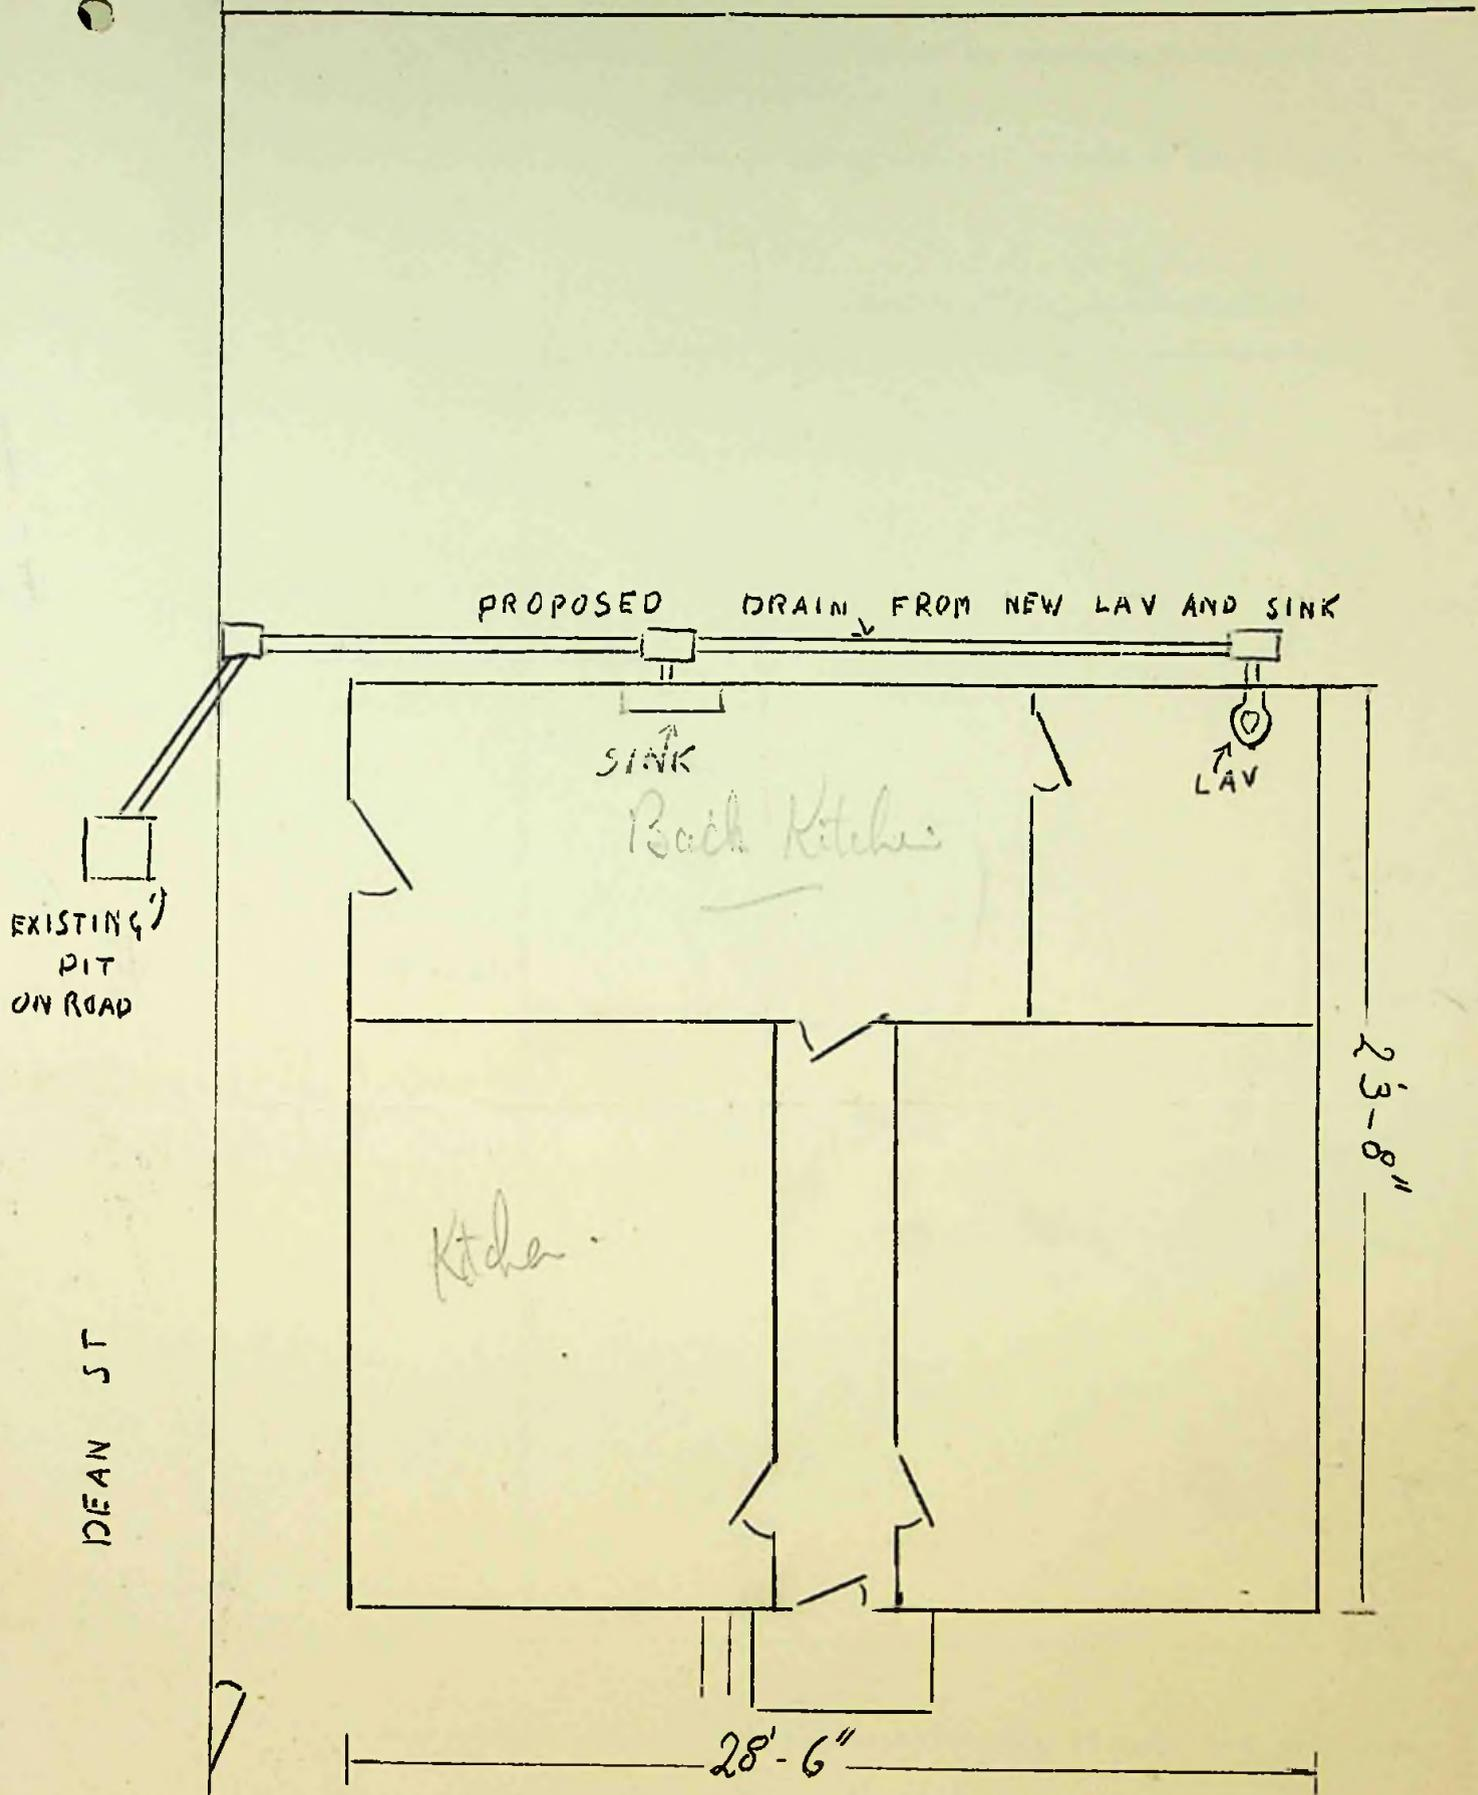 PROPOSED DRAIN FROM NEW LAV AND SINK
SINK
LAV
Back Kitchen
EXISTING
PIT
ON ROAD
23'-8"
Kitchen
DEAN ST
28'-6"